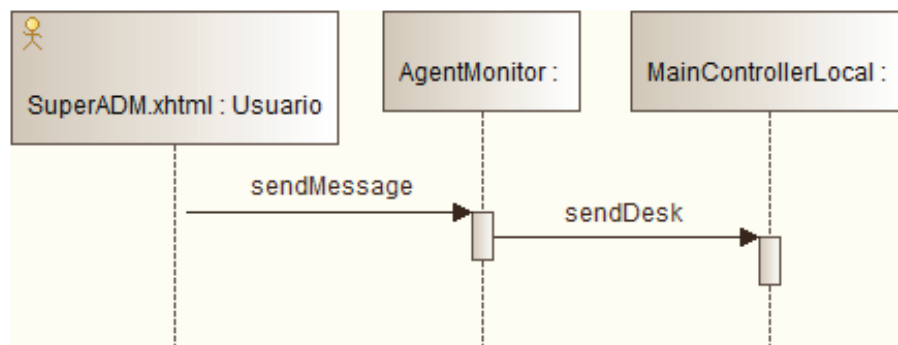 SuperADM.xhtml : Usuario
AgentMonitor :
MainControllerLocal :
sendMessage
sendDesk